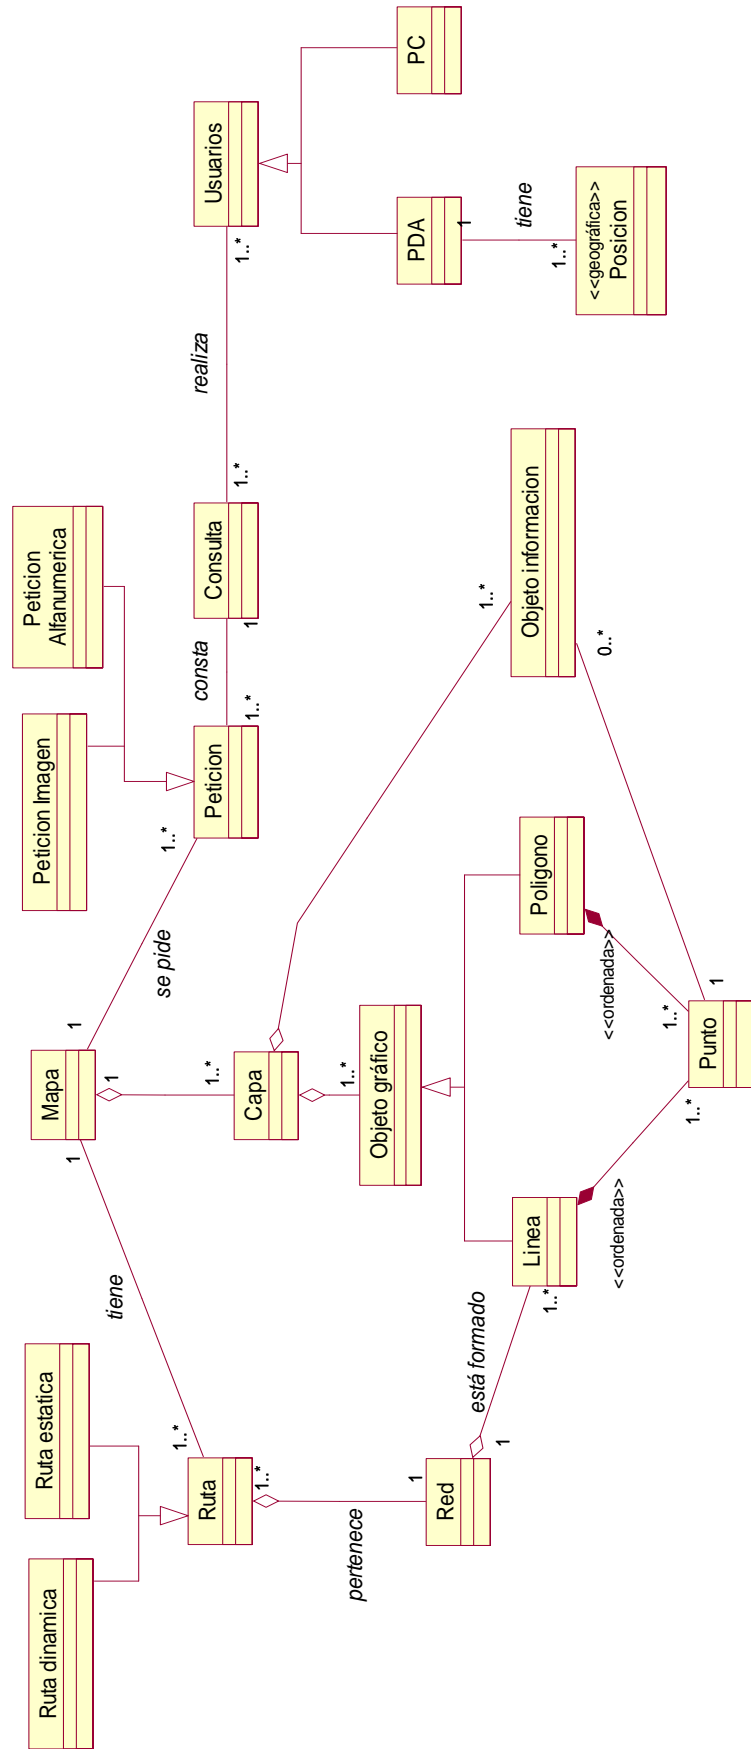 Ruta dinamica
Ruta estatica
Peticion Imagen
Peticion
Alfanumerica
Mapa
1
1
1
tiene
se pide
1..*
1..*
Ruta
1..*
Peticion
consta
Consulta
realiza
Usuarios
1..*
1..*
1
1..*
1..*
1..*
Capa
pertenece
1..*
Objeto gráfico
1
Red
PDA
PC
1
1
está formado
1..*
1..*
Linea
Poligono
Objeto informacion
tiene
1..*
<<ordenada>>
<<ordenada>>
0..*
<<geográfica>>
Posicion
1..*
1..*
1
Punto